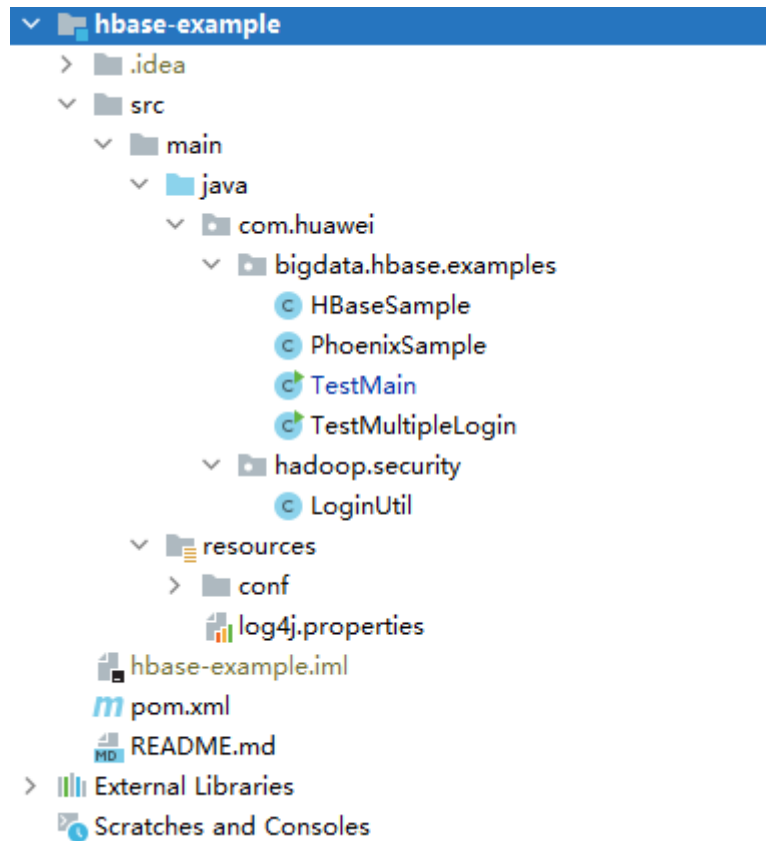 hbase-example
.idea
src
main
java
com.huawei
bigdata.hbase.examples
C HBaseSample
C PhoenixSample
C TestMain
C TestMultipleLogin
hadoop.security
C LoginUtil
resources
conf
log4j.properties
hbase-example.iml
m pom.xml
MD README.md
External Libraries
Scratches and Consoles